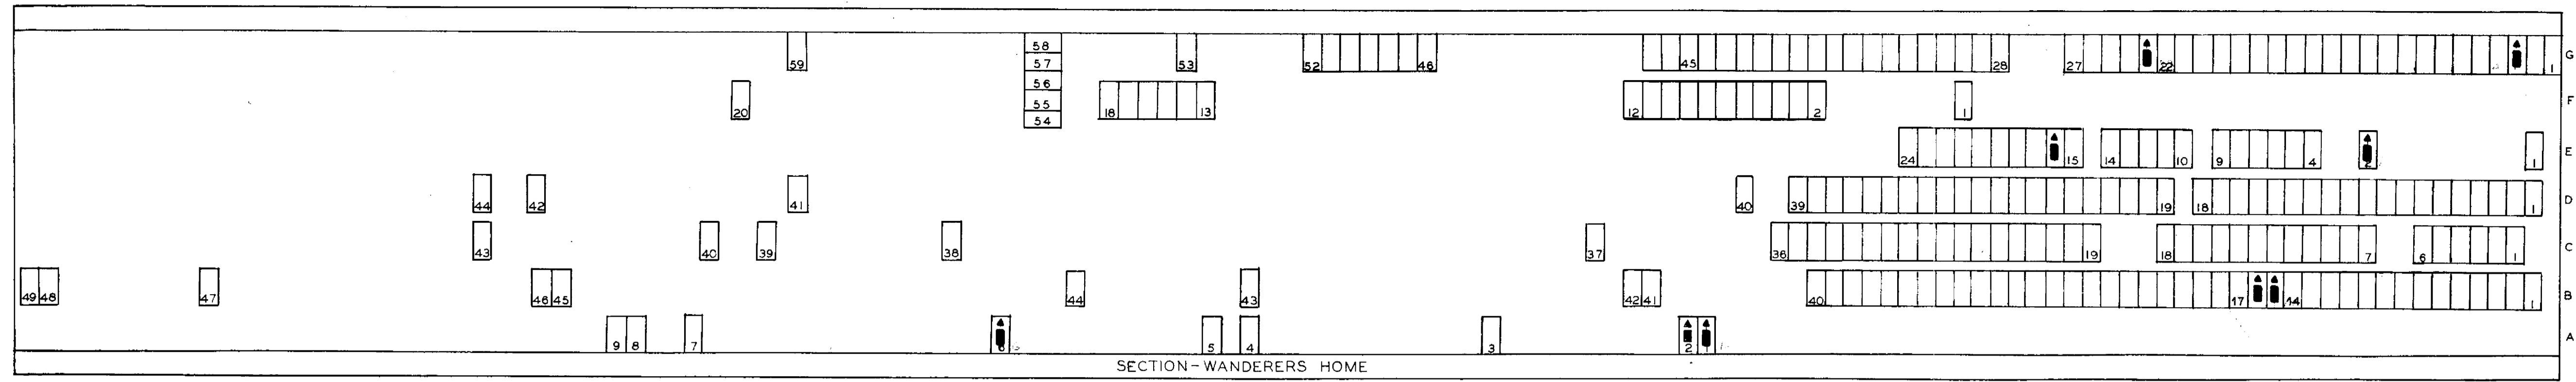 59 58 57 53 52 46 45 28 27 22 1 G
20 56 55 54 18 13 12 2 1 F
24 15 14 10 9 4 2 1 E
44 42 41 40 39 19 18 1 D
43 40 39 38 37 36 19 18 7 6 1 C
49 48 47 46 45 44 43 42 41 40 17 14 1 B
9 8 7 6 5 4 3 2 1 A
SECTION-WANDERERS HOME